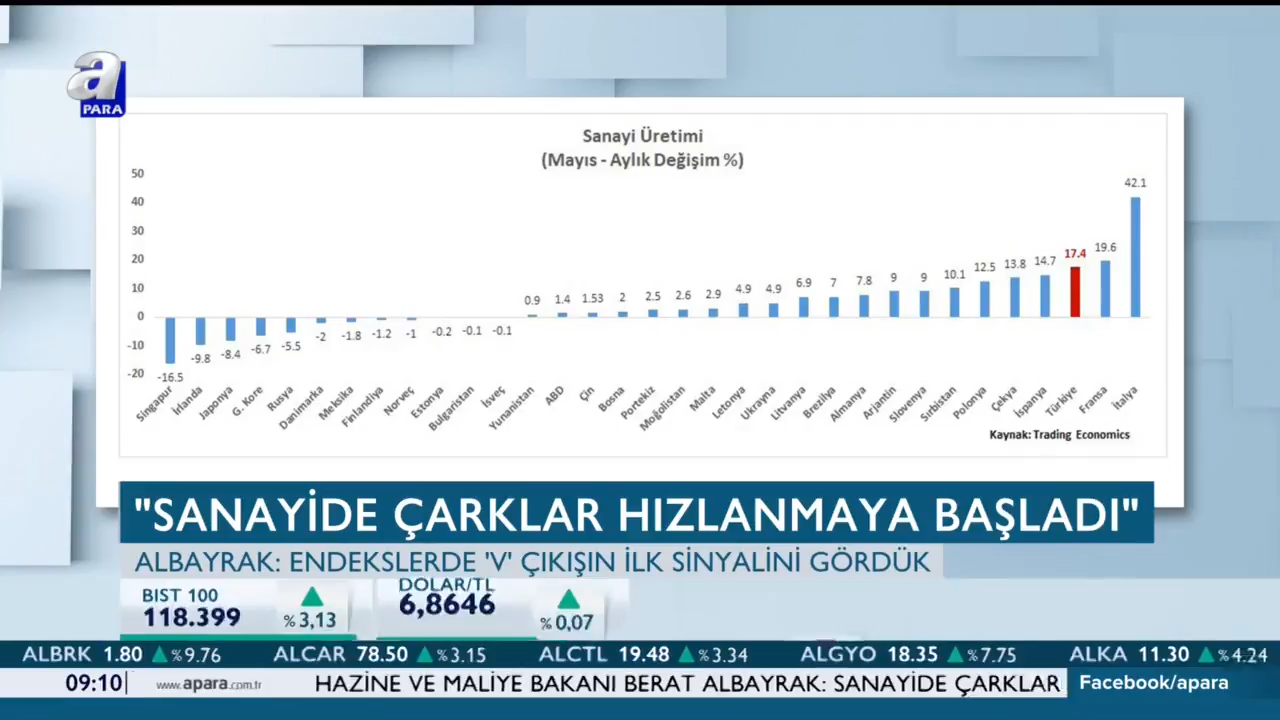 a
PARA
Sanayi Üretimi
(Mayıs - Aylık Değişim %)
50
40
30
20
10
0
-10
-20
-16.5
-9.8
-8.4
-6.7
-5.5
-2
-1.8
-1.2
-1
-0.2
-0.1
-0.1
0.9
1.4
1.53
2
2.5
2.6
2.9
4.9
4.9
6.9
7
7.8
9
9
10.1
12.5
13.8
14.7
17.4
19.6
42.1
Singapur
İrlanda
Japonya
G. Kore
Rusya
Danimarka
Meksika
Finlandiya
Norveç
Estonya
Bulgaristan
İsveç
Yunanistan
ABD
Çin
Bosna
Portekiz
Moğolistan
Malta
Letonya
Ukrayna
Litvanya
Brezilya
Almanya
Arjantin
Slovenya
Sırbistan
Polonya
Çekya
İspanya
Türkiye
Fransa
İtalya
Kaynak: Trading Economics
"SANAYİDE ÇARKLAR HIZLANMAYA BAŞLADI"
ALBAYRAK: ENDEKSLERDE 'V' ÇIKIŞIN İLK SİNYALİNİ GÖRDÜK
BIST 100
118.399
%3,13
DOLAR/TL
6,8646
%0,07
ALBRK 1.80 %9.76 ALCAR 78.50 %3.15 ALCTL 19.48 %3.34 ALGYO 18.35 %7.75 ALKA 11.30 %4.24
09:10 www.apara.com.tr HAZİNE VE MALİYE BAKANI BERAT ALBAYRAK: SANAYİDE ÇARKLAR Facebook/apara